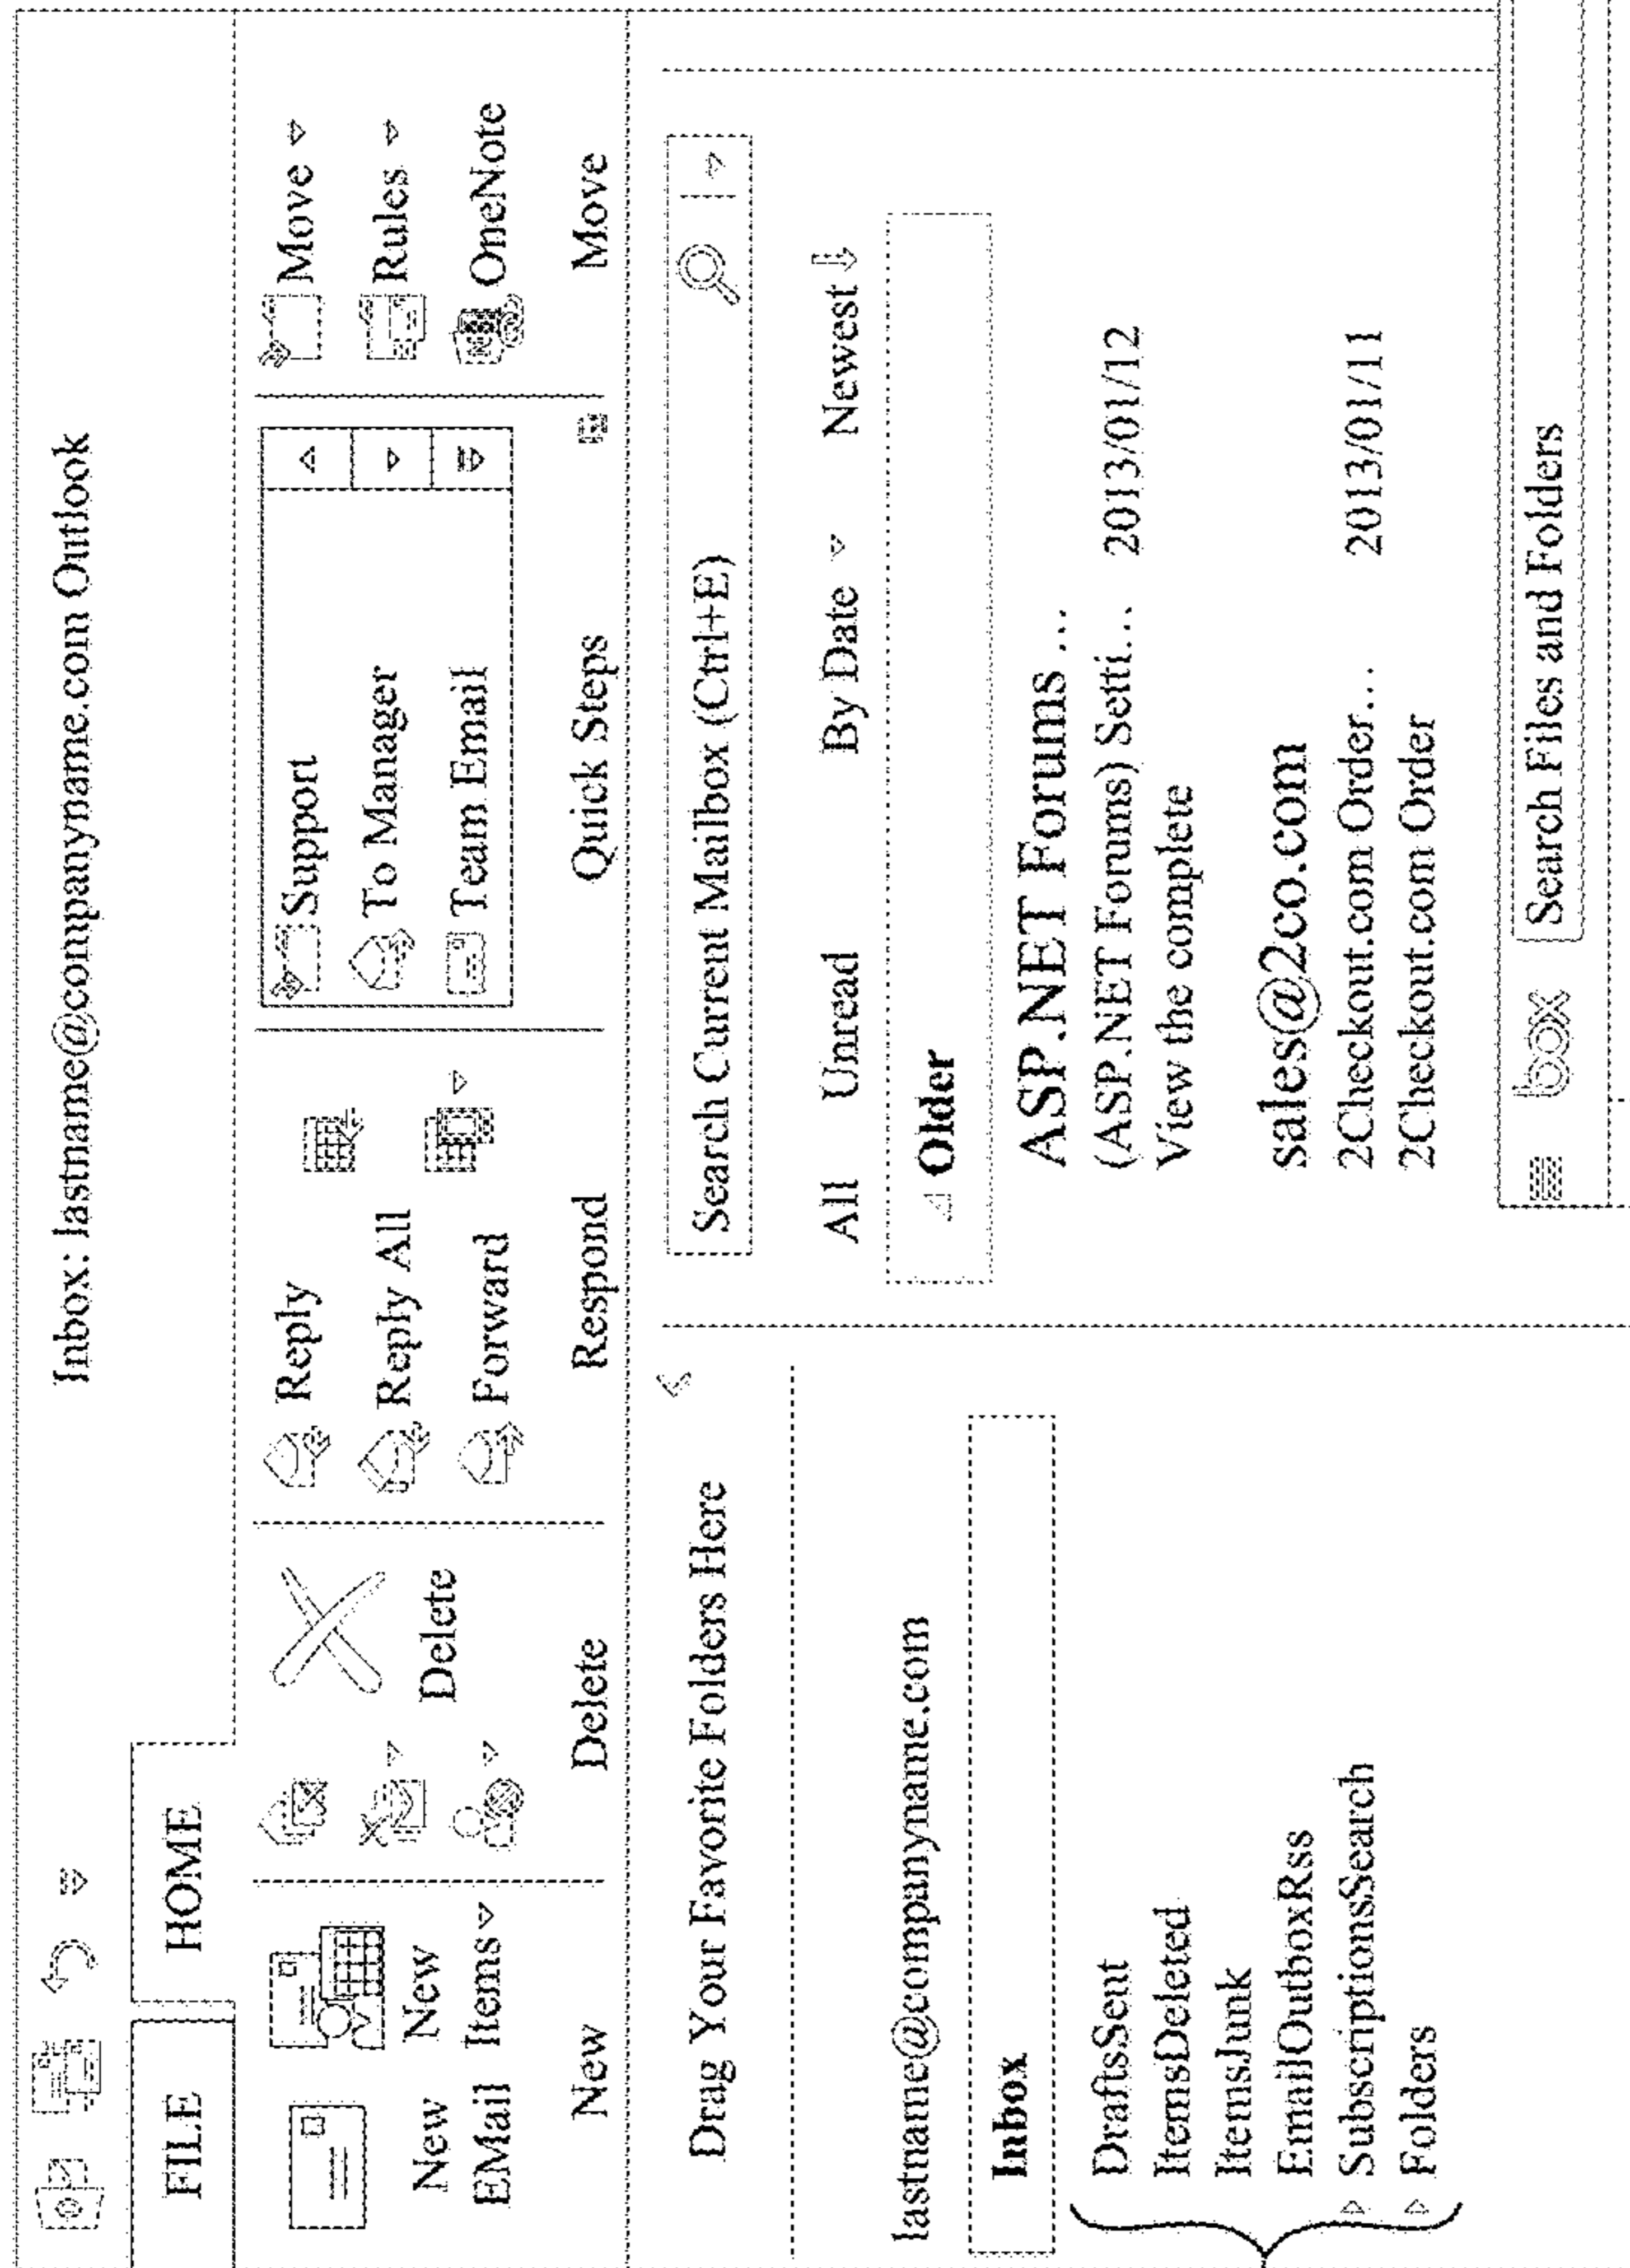 Inbox: lastname@companyname.com Outlook
FILE HOME
New EMail
New Items
New
Delete
Delete
Reply
Reply All
Forward
Respond
Support
To Manager
Team Email
Quick Steps
Move
Rules
OneNote
Move
Drag Your Favorite Folders Here
lastname@companyname.com
Inbox
DraftsSent
ItemsDeleted
ItemsJunk
EmailOutboxRss
SubscriptionsSearch
Folders
Search Current Mailbox (Ctrl+E)
All Unread By Date Newest
Older
ASP.NET Forums ...
(ASP.NET Forums) Setti... 2013/01/12
View the complete
sales@2co.com
2Checkout.com Order... 2013/01/11
2Checkout.com Order
box Search Files and Folders